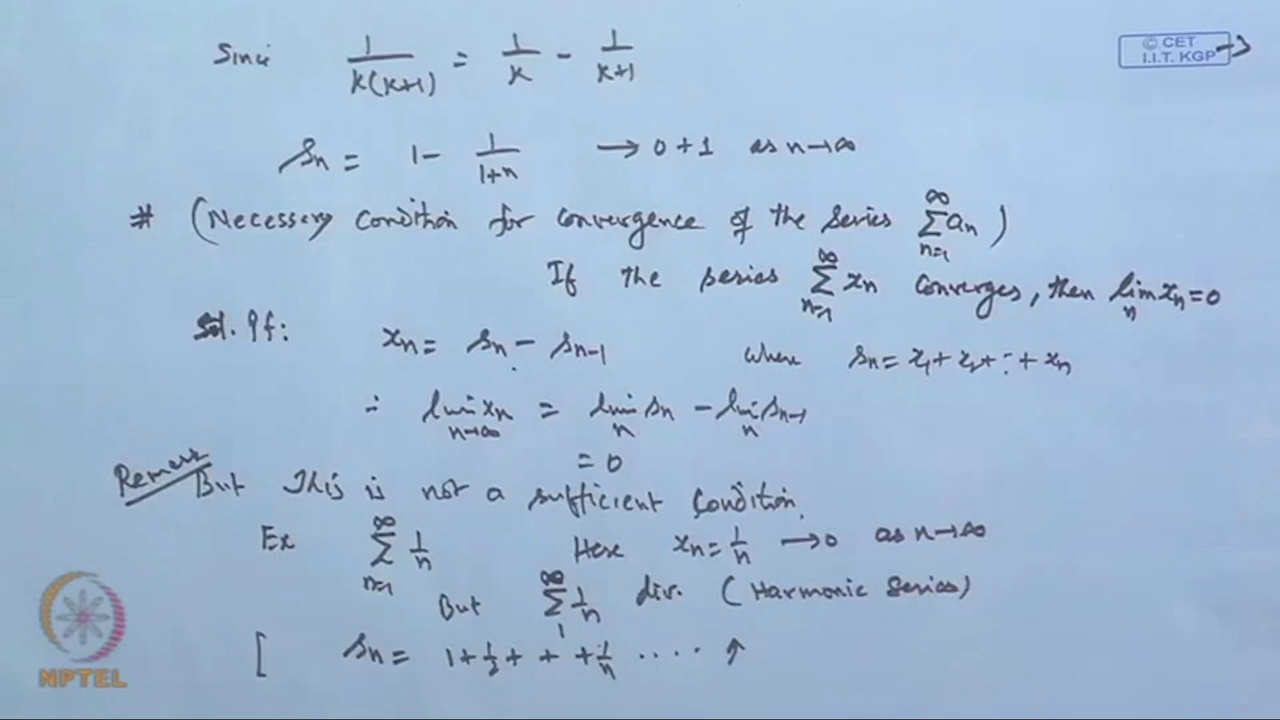 © CET
I.I.T. KGP
Since 1/k(k+1) = 1/k - 1/k+1
Sn = 1 - 1/1+n → 0+1 as n→∞
# (Necessary Condition for Convergence of the Series ∑_{n=1}^{∞} an)
If the series ∑_{n=1}^{∞} xn Converges, then lim_n xn = 0
Pf: xn = sn - sn-1 Where sn = x1 + x2 + .. + xn
∴ lim_{n→∞} xn = lim_n sn - lim_n sn-1
= 0
Remark But This is not a sufficient Condition.
Ex ∑_{n=1}^{∞} 1/n Here xn = 1/n → 0 as n→∞
But ∑_{1}^{∞} 1/n div. (Harmonic Series)
[ Sn = 1 + 1/2 + + + 1/n .... ↑
NPTEL